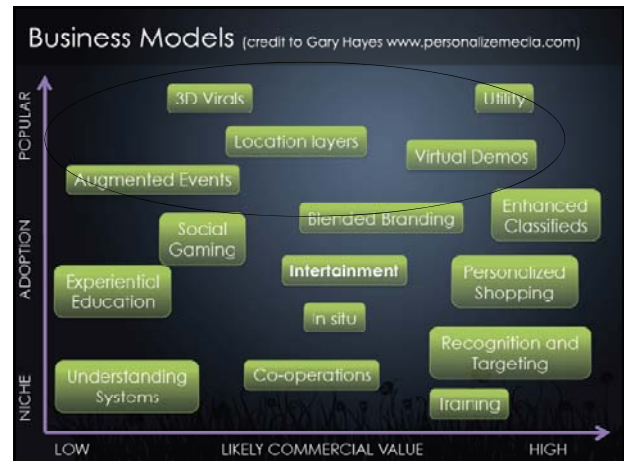 Business Models (credit to Gary Hayes www.personalizemedia.com)
POPULAR
ADOPTION
NICHE
3D Virals
Utility
Location layers
Virtual Demos
Augmented Events
Blended Branding
Enhanced
Classifieds
Social
Gaming
Intertainment
Personalized
Shopping
Experiential
Education
In situ
Recognition and
Targeting
Understanding
Systems
Co-operations
Training
LOW
LIKELY COMMERCIAL VALUE
HIGH